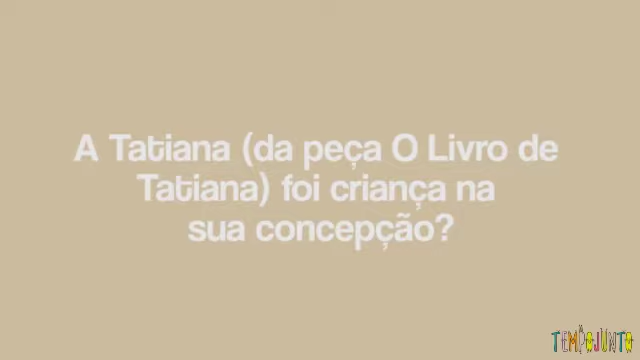 A Tatiana (da peça O Livro de
Tatiana) foi criança na
sua concepção?
TEMPOJUNTO